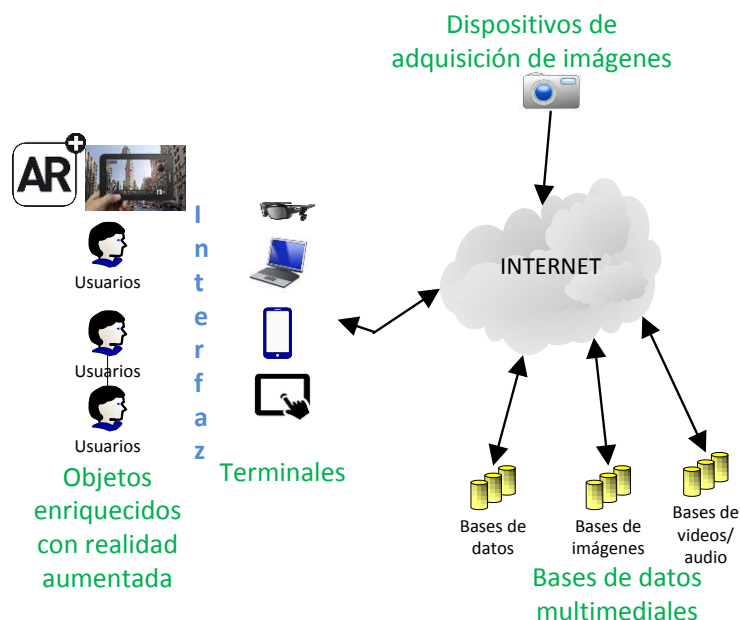 Dispositivos de
adquisición de imágenes
AR
Usuarios
Usuarios
Usuarios
Objetos
enriquecidos
con realidad
aumentada
I
n
t
e
r
f
a
z
Terminales
INTERNET
Bases de
datos
Bases de
imágenes
Bases de
videos/
audio
Bases de datos
multimediales